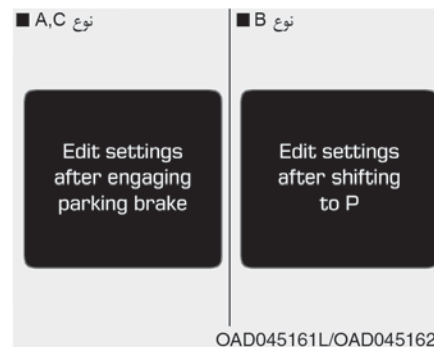 ■ A,C نوع
Edit settings
after engaging
parking brake
■ B نوع
Edit settings
after shifting
to P
OAD045161L/OAD045162